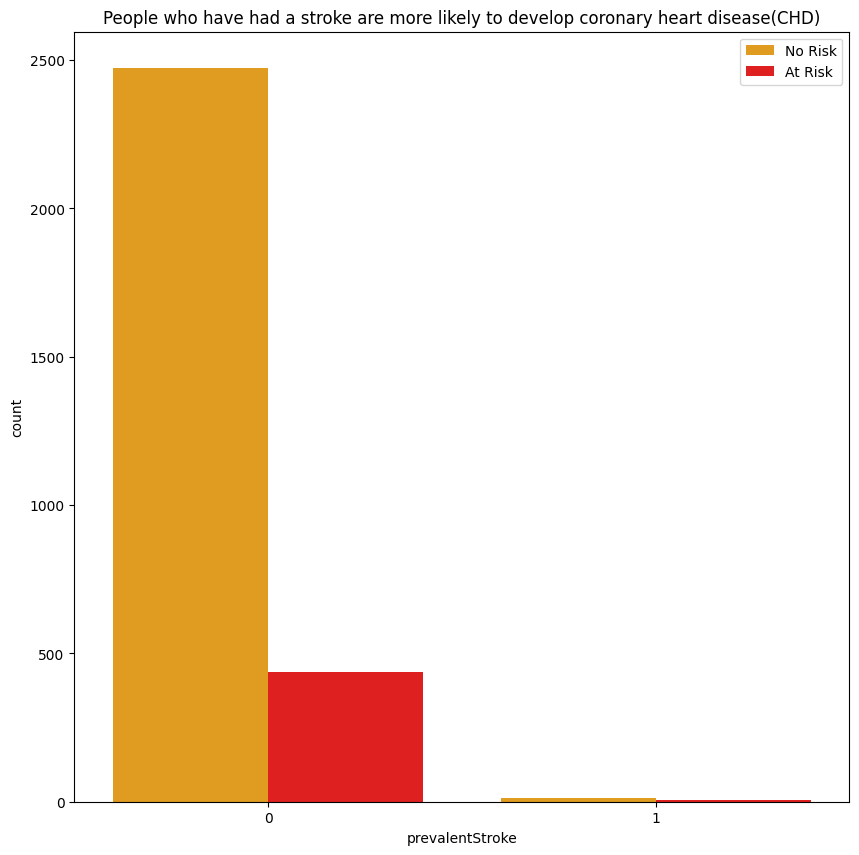 People who have had a stroke are more likely to develop coronary heart disease(CHD)
No Risk
At Risk
2500
2000
1500
1000
500
0
count
0 1
prevalentStroke